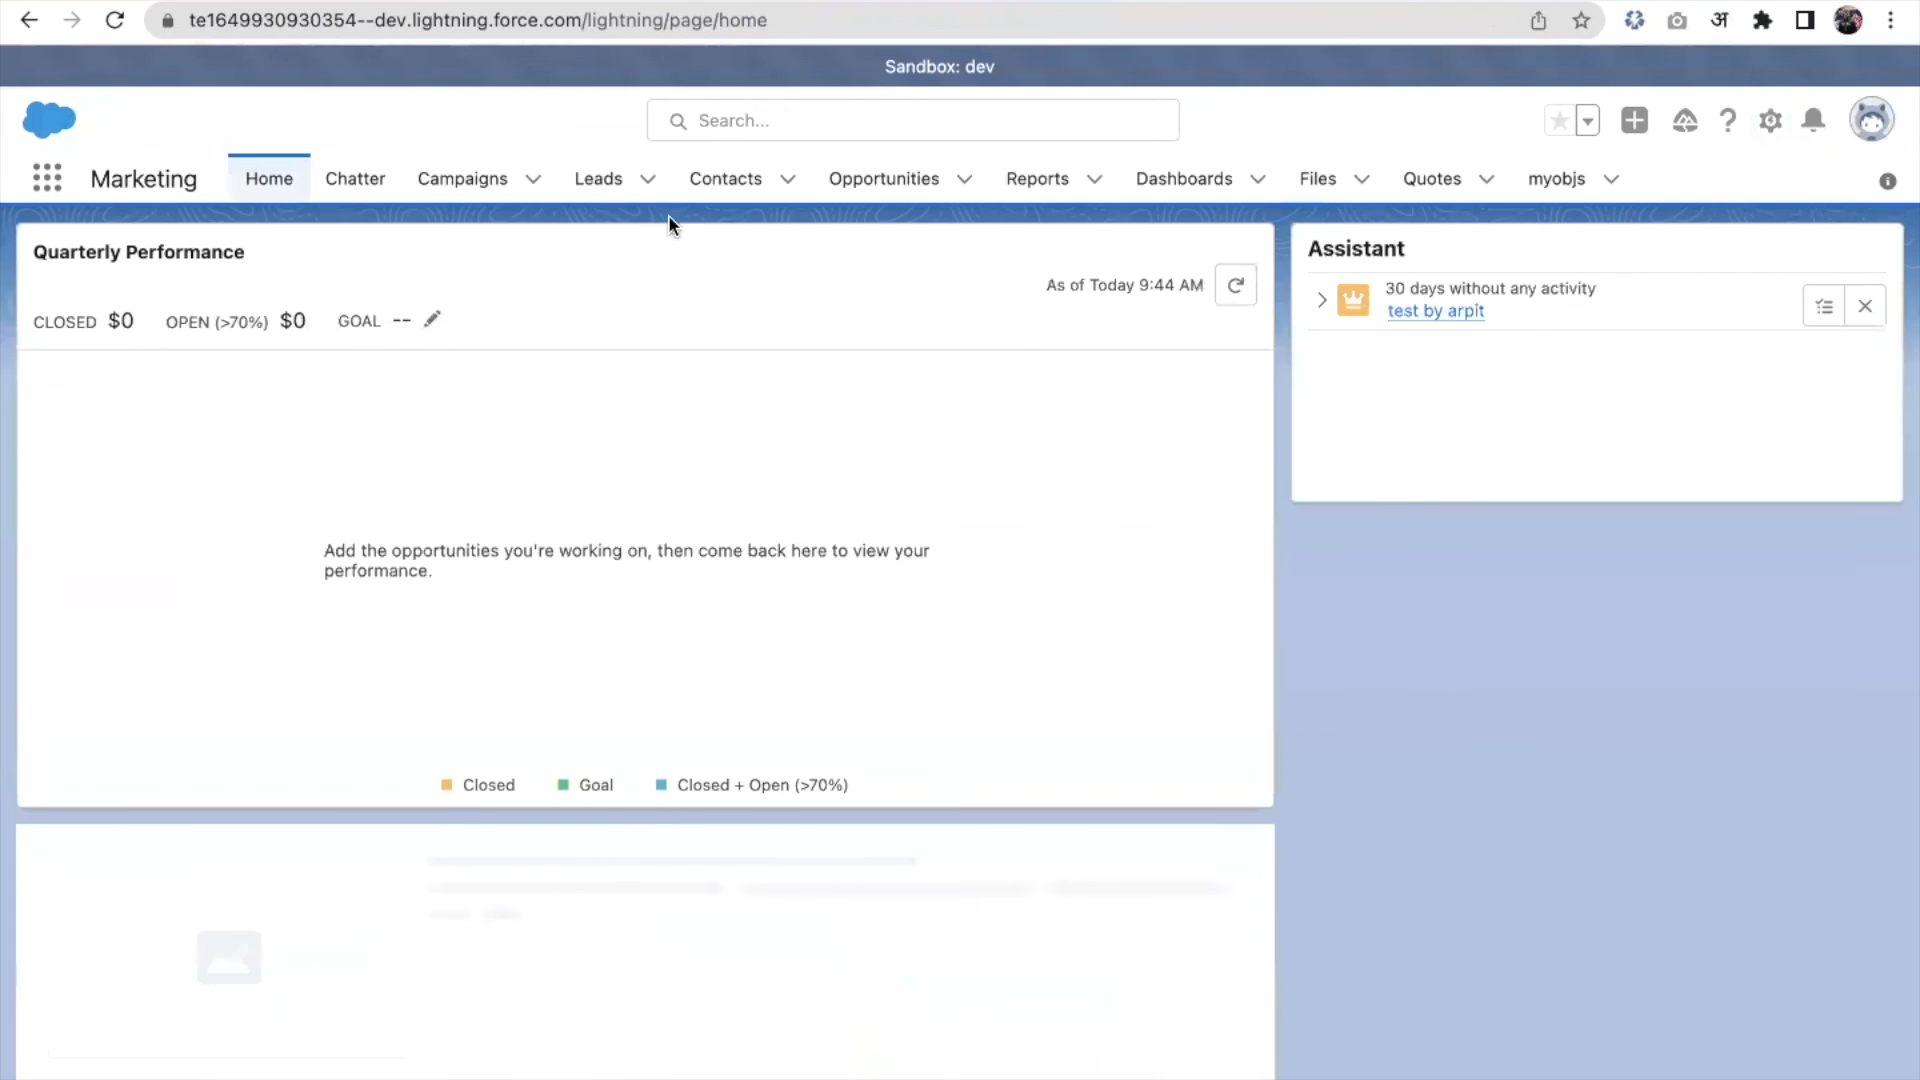 te1649930930354--dev.lightning.force.com/lightning/page/home
अ
Sandbox: dev
Search...
Marketing
Home
Chatter
Campaigns
Leads
Contacts
Opportunities
Reports
Dashboards
Files
Quotes
myobjs
Quarterly Performance
As of Today 9:44 AM
CLOSED $0 OPEN (>70%) $0 GOAL --
Add the opportunities you're working on, then come back here to view your
performance.
Closed
Goal
Closed + Open (>70%)
Assistant
30 days without any activity
test by arpit